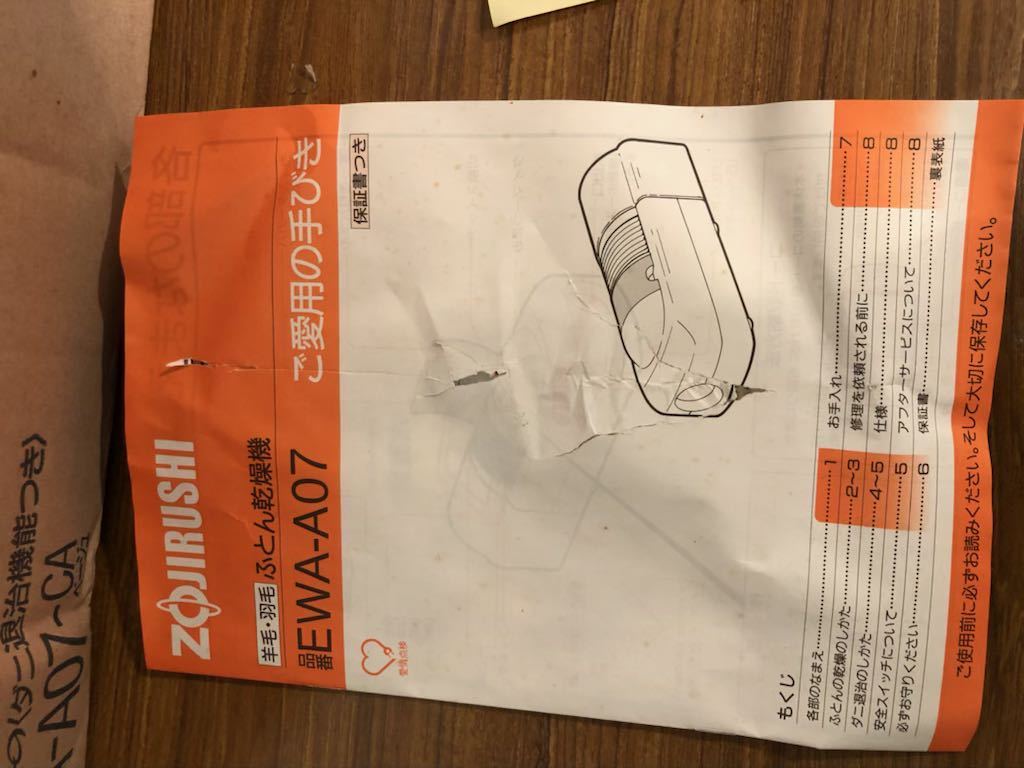 ZOJIRUSHI
羊毛・羽毛 ふとん乾燥機
品番EWA-A07
ご愛用の手びき
保証書つき
愛情点検
もくじ
各部のなまえ…………1
ふとんの乾燥のしかた…………2~3
ダニ退治のしかた…………4~5
安全スイッチについて…………5
必ずお守りください…………6
お手入れ…………7
修理を依頼される前に…………8
仕様…………8
アフターサービスについて…………8
保証書…………裏表紙
ご使用前に必ずお読みください。そして大切に保存してください。
(ダニ退治機能つき)
-A07-CA
ベージュ